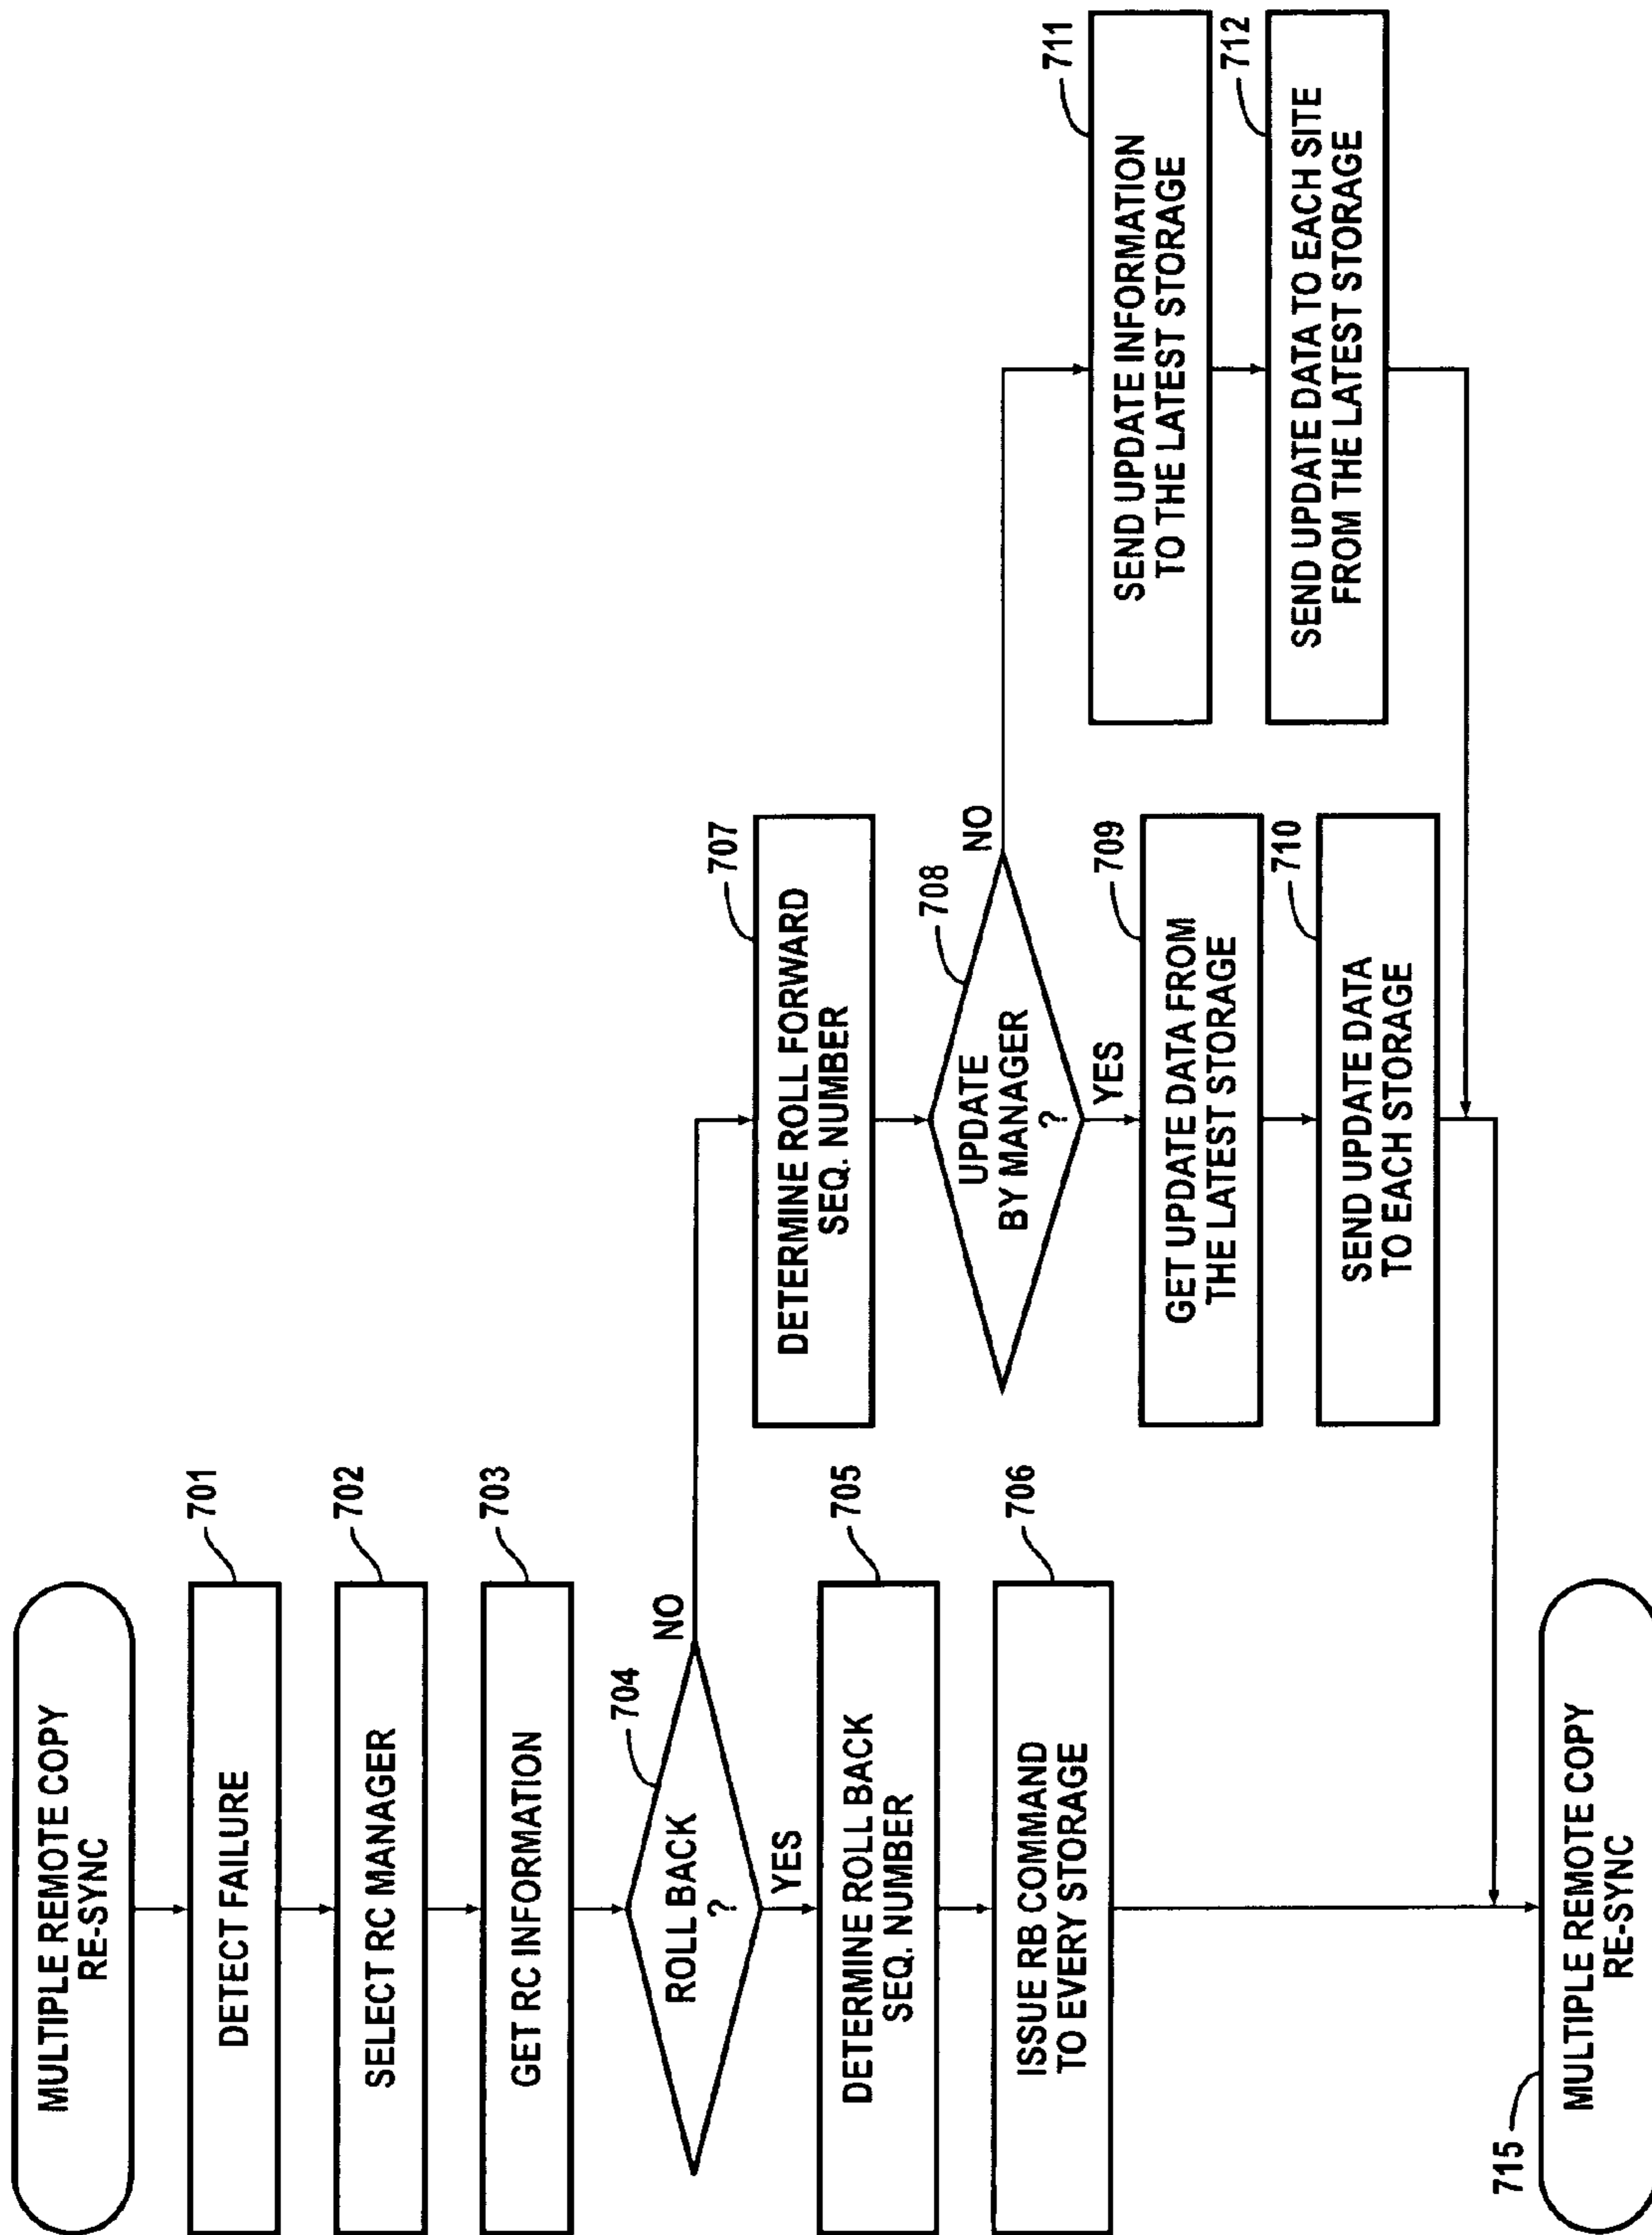 MULTIPLE REMOTE COPY
RE-SYNC
701
DETECT FAILURE
702
SELECT RC MANAGER
703
GET RC INFORMATION
704
ROLL BACK
?
NO
YES
705
DETERMINE ROLL BACK
SEQ. NUMBER
706
ISSUE RB COMMAND
TO EVERY STORAGE
707
DETERMINE ROLL FORWARD
SEQ. NUMBER
708
UPDATE
BY MANAGER
?
NO
YES
709
GET UPDATE DATA FROM
THE LATEST STORAGE
710
SEND UPDATE DATA
TO EACH STORAGE
711
SEND UPDATE INFORMATION
TO THE LATEST STORAGE
712
SEND UPDATE DATA TO EACH SITE
FROM THE LATEST STORAGE
715
MULTIPLE REMOTE COPY
RE-SYNC